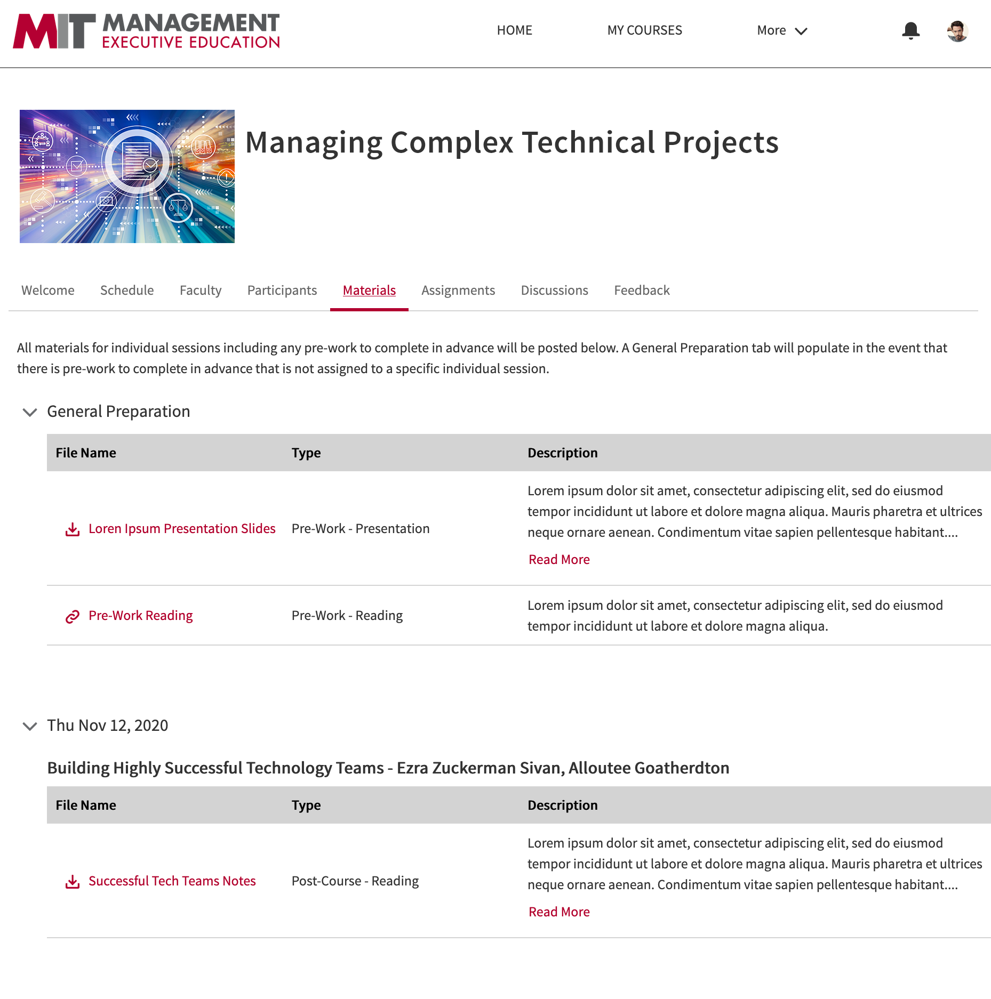 MIT MANAGEMENT
EXECUTIVE EDUCATION
HOME
MY COURSES
More
Managing Complex Technical Projects
Welcome
Schedule
Faculty
Participants
Materials
Assignments
Discussions
Feedback
All materials for individual sessions including any pre-work to complete in advance will be posted below. A General Preparation tab will populate in the event that
there is pre-work to complete in advance that is not assigned to a specific individual session.
General Preparation
File Name
Type
Description
Loren Ipsum Presentation Slides
Pre-Work - Presentation
Lorem ipsum dolor sit amet, consectetur adipiscing elit, sed do eiusmod
tempor incididunt ut labore et dolore magna aliqua. Mauris pharetra et ultrices
neque ornare aenean. Condimentum vitae sapien pellentesque habitant....
Read More
Pre-Work Reading
Pre-Work - Reading
Lorem ipsum dolor sit amet, consectetur adipiscing elit, sed do eiusmod
tempor incididunt ut labore et dolore magna aliqua.
Thu Nov 12, 2020
Building Highly Successful Technology Teams - Ezra Zuckerman Sivan, Alloutee Goatherdton
File Name
Type
Description
Successful Tech Teams Notes
Post-Course - Reading
Lorem ipsum dolor sit amet, consectetur adipiscing elit, sed do eiusmod
tempor incididunt ut labore et dolore magna aliqua. Mauris pharetra et ultrices
neque ornare aenean. Condimentum vitae sapien pellentesque habitant....
Read More